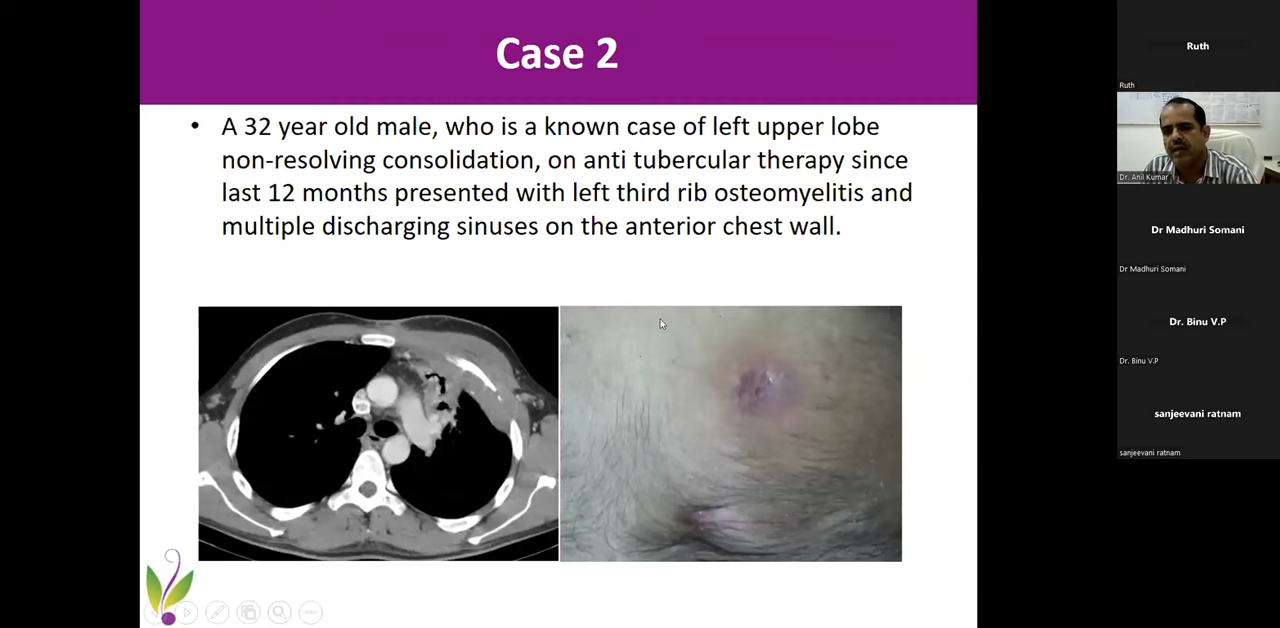 Case 2
• A 32 year old male, who is a known case of left upper lobe
non-resolving consolidation, on anti tubercular therapy since
last 12 months presented with left third rib osteomyelitis and
multiple discharging sinuses on the anterior chest wall.
Ruth
Ruth
Dr. Anil Kumar
Dr Madhuri Somani
Dr Madhuri Somani
Dr. Binu V.P
Dr. Binu V.P
sanjeevani ratnam
sanjeevani ratnam